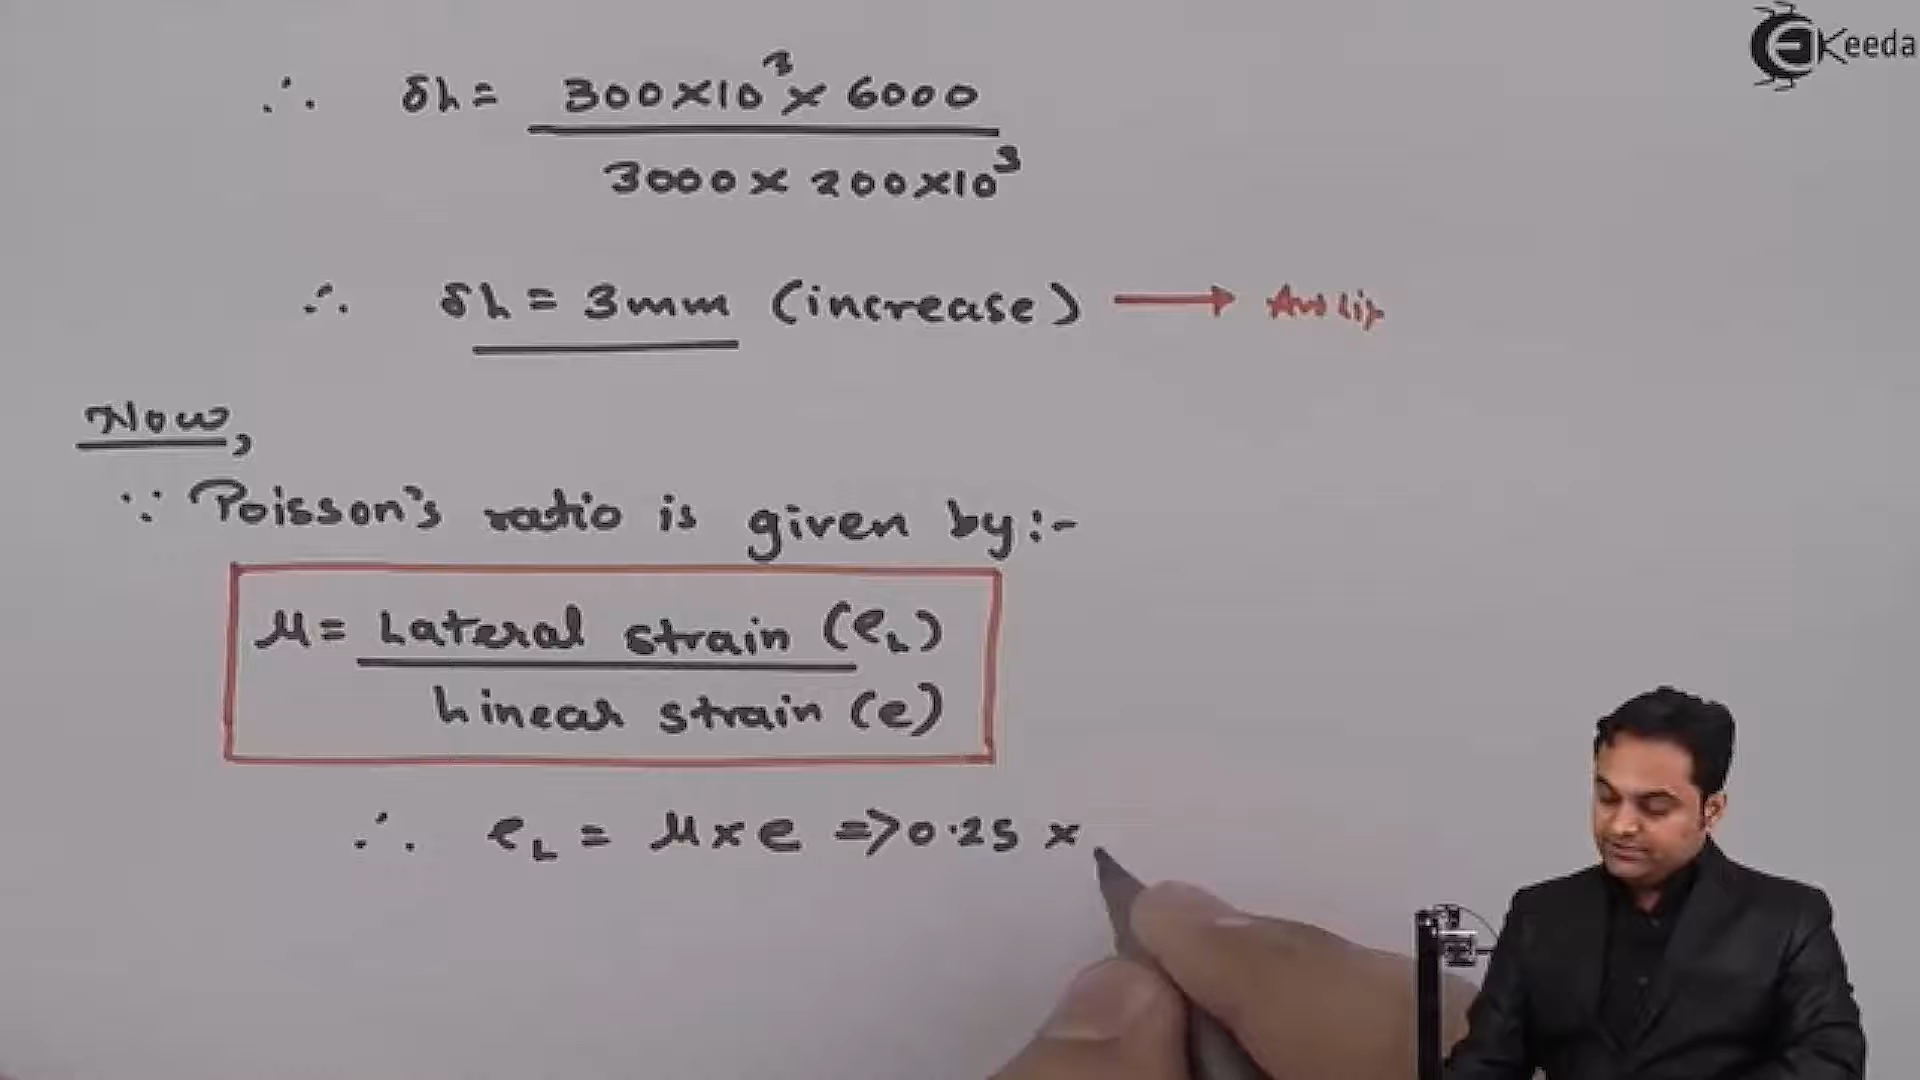 Keeda
∴ δL = 300×10³ × 6000
3000 × 200×10³
∴ δL = 3mm (increase) → Ans (i)
Now,
∵ Poisson's ratio is given by:-
μ = Lateral strain (eL)
Linear strain (e)
∴ eL = μ × e ⇒ 0.25 ×